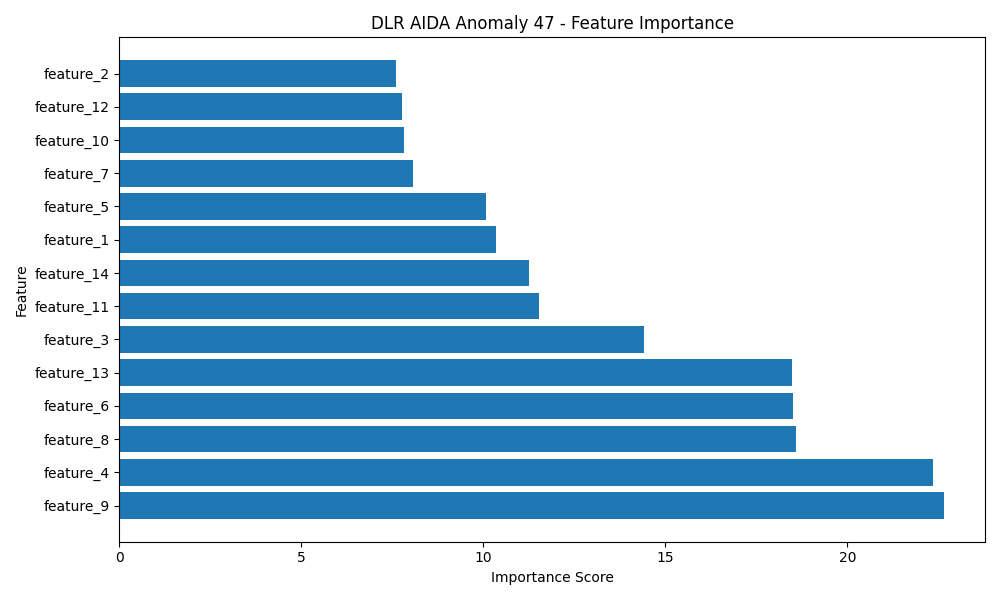 DLR AIDA Anomaly 47 - Feature Importance
Feature
feature_2
feature_12
feature_10
feature_7
feature_5
feature_1
feature_14
feature_11
feature_3
feature_13
feature_6
feature_8
feature_4
feature_9
0 5 10 15 20
Importance Score